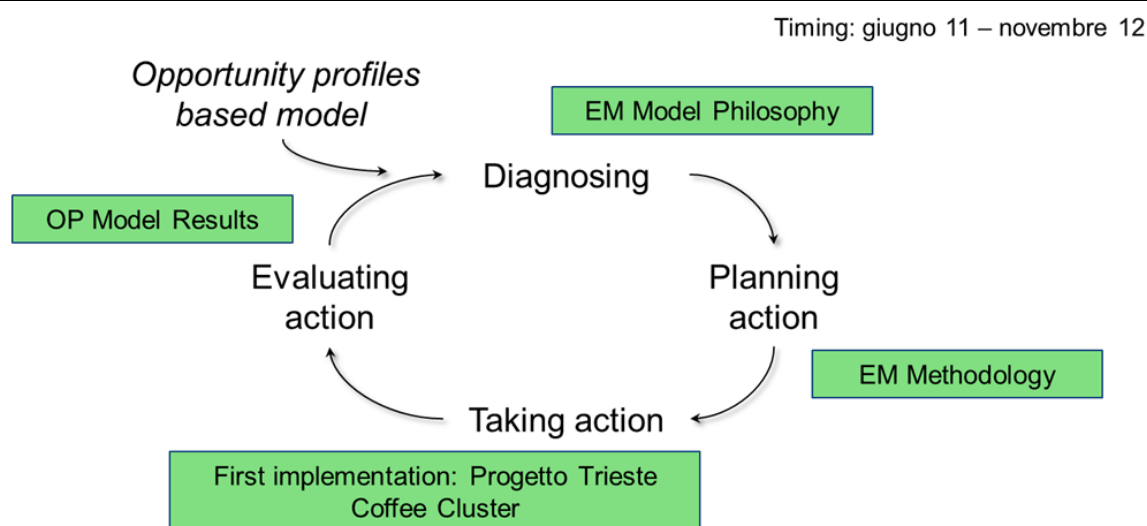 Timing: giugno 11 – novembre 12
Opportunity profiles
based model
EM Model Philosophy
Diagnosing
OP Model Results
Evaluating
action
Planning
action
EM Methodology
Taking action
First implementation: Progetto Trieste
Coffee Cluster